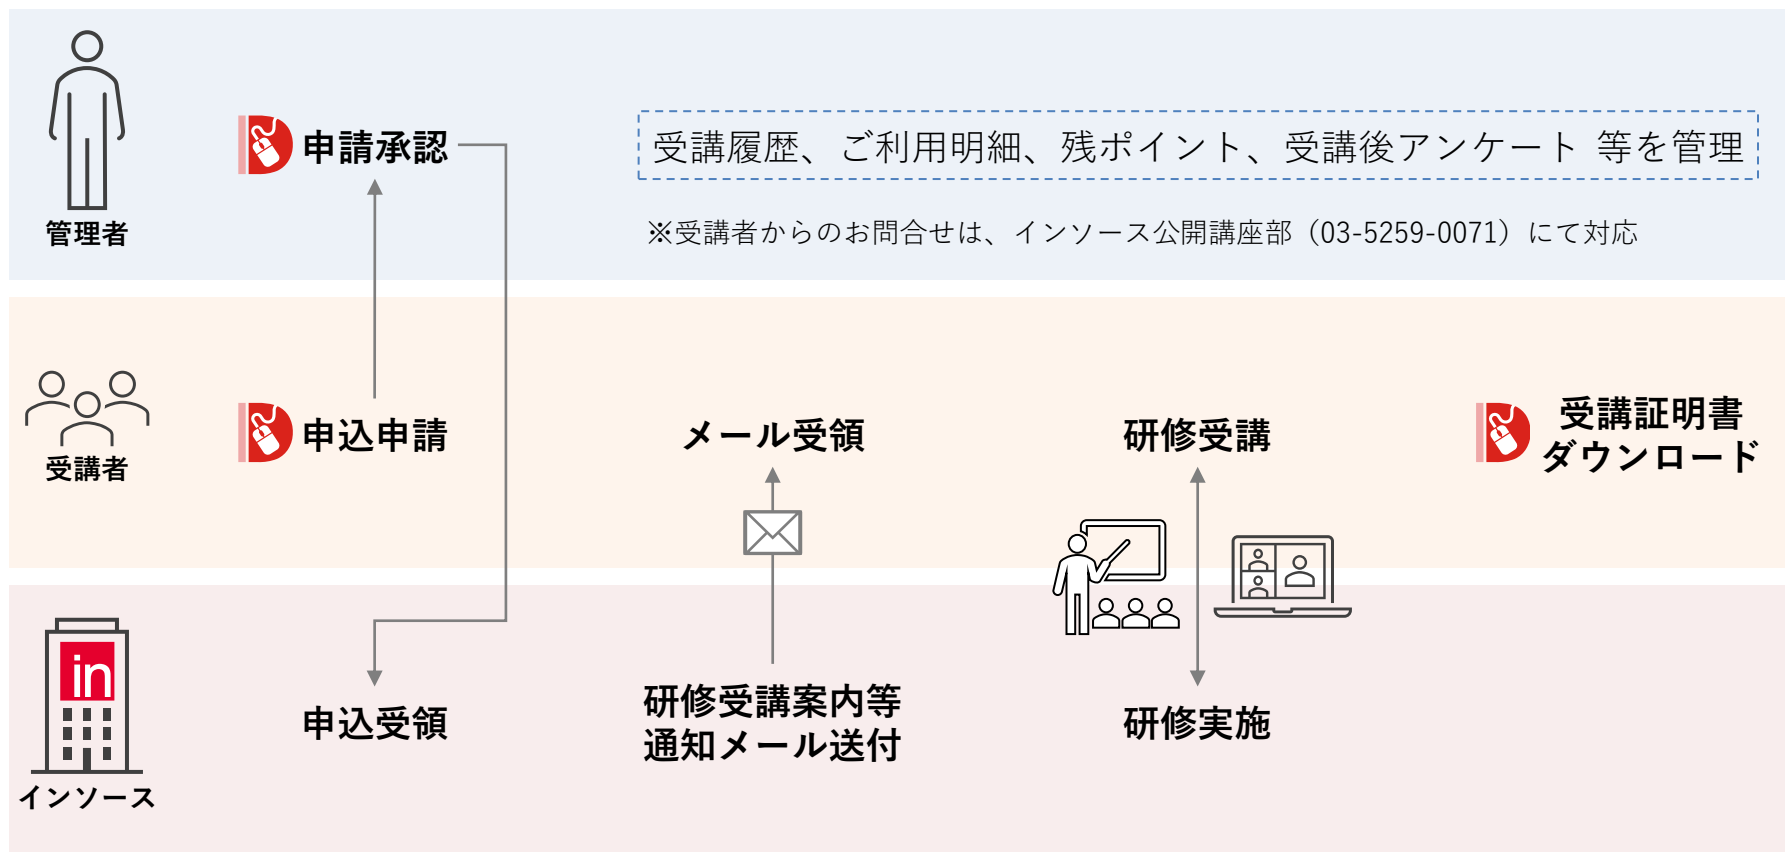 管理者
申請承認
受講履歴、ご利用明細、残ポイント、受講後アンケート 等を管理
※受講者からのお問合せは、インソース公開講座部（03-5259-0071）にて対応
受講者
申込申請
メール受領
研修受講
受講証明書
ダウンロード
in
インソース
申込受領
研修受講案内等
通知メール送付
研修実施